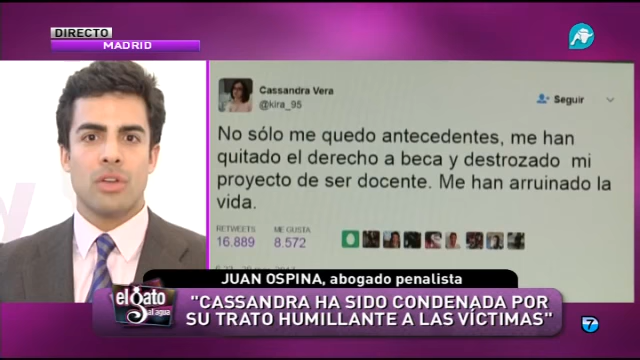 DIRECTO
MADRID
Cassandra Vera
@kira_95
Seguir
No sólo me quedo antecedentes, me han
quitado el derecho a beca y destrozado mi
proyecto de ser docente. Me han arruinado la
vida.
RETWEETS
ME GUSTA
16.889
8.572
JUAN OSPINA, abogado penalista
el gato
al agua
"CASSANDRA HA SIDO CONDENADA POR
SU TRATO HUMILLANTE A LAS VÍCTIMAS"
7